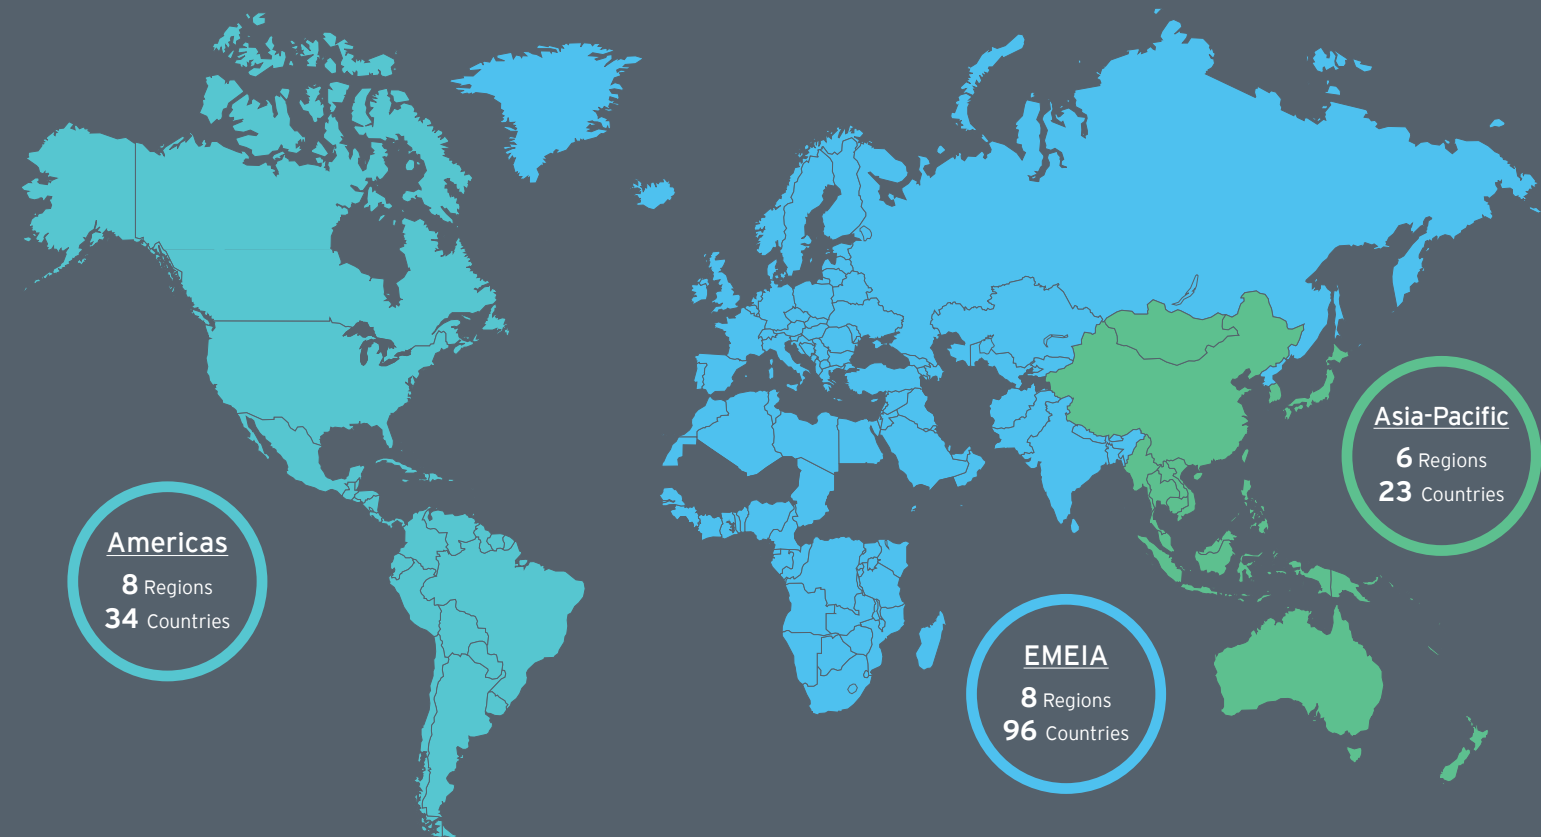 Americas
8 Regions
34 Countries
EMEIA
8 Regions
96 Countries
Asia-Pacific
6 Regions
23 Countries